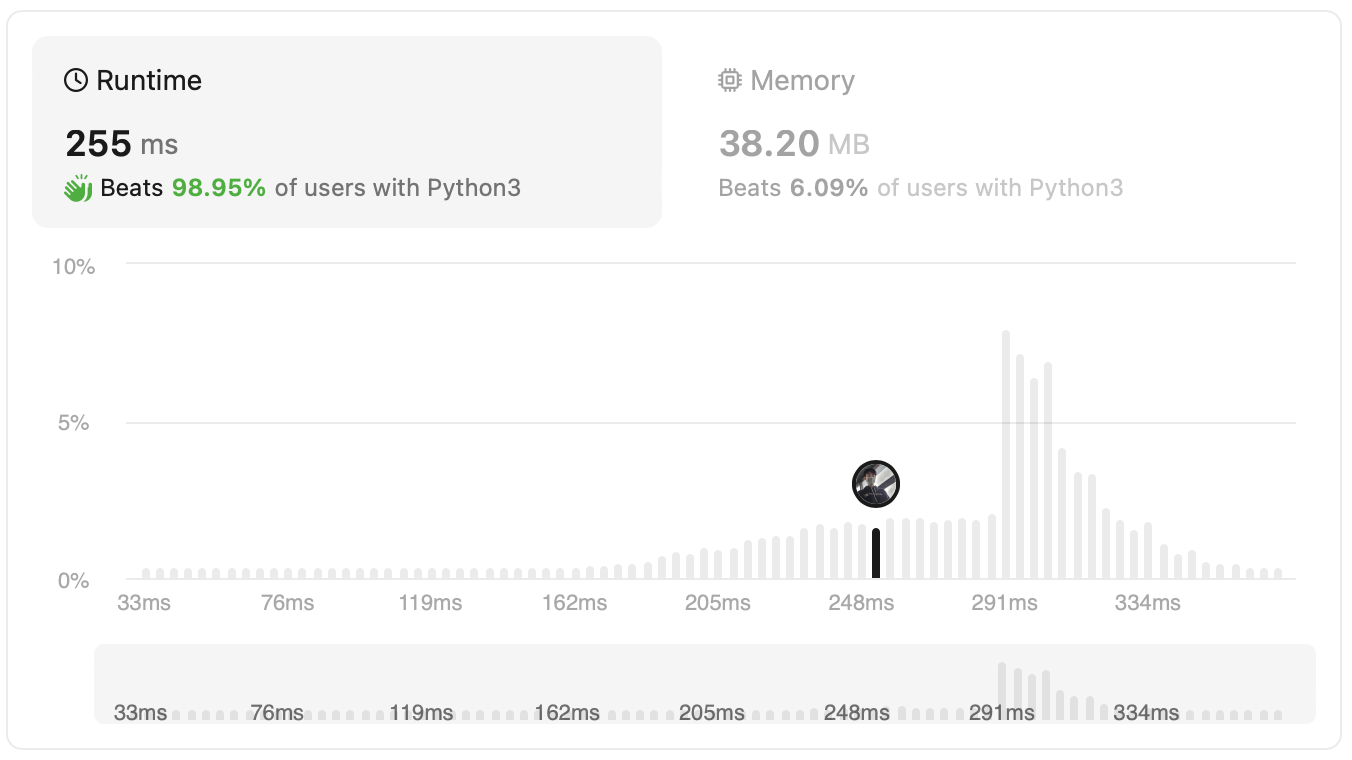 Runtime
255 ms
Beats 98.95% of users with Python3
Memory
38.20 MB
Beats 6.09% of users with Python3
10%
5%
0%
33ms 76ms 119ms 162ms 205ms 248ms 291ms 334ms
33ms 76ms 119ms 162ms 205ms 248ms 291ms 334ms